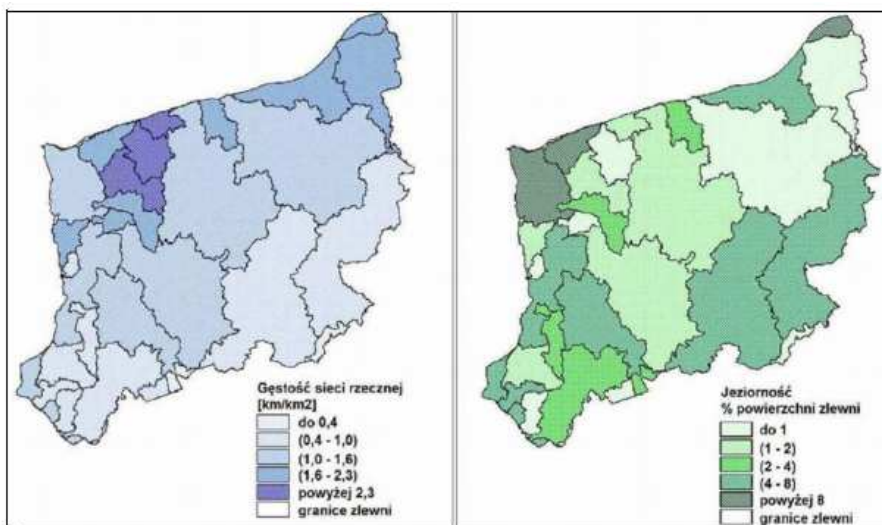 Gęstość sieci rzecznej
[km/km2]
do 0,4
(0,4 - 1,0)
(1,0 - 1,6)
(1,6 - 2,3)
powyżej 2,3
granice zlewni
Jeziorność
% powierzchni zlewni
do 1
(1 - 2)
(2 - 4)
(4 - 8)
powyżej 8
granice zlewni